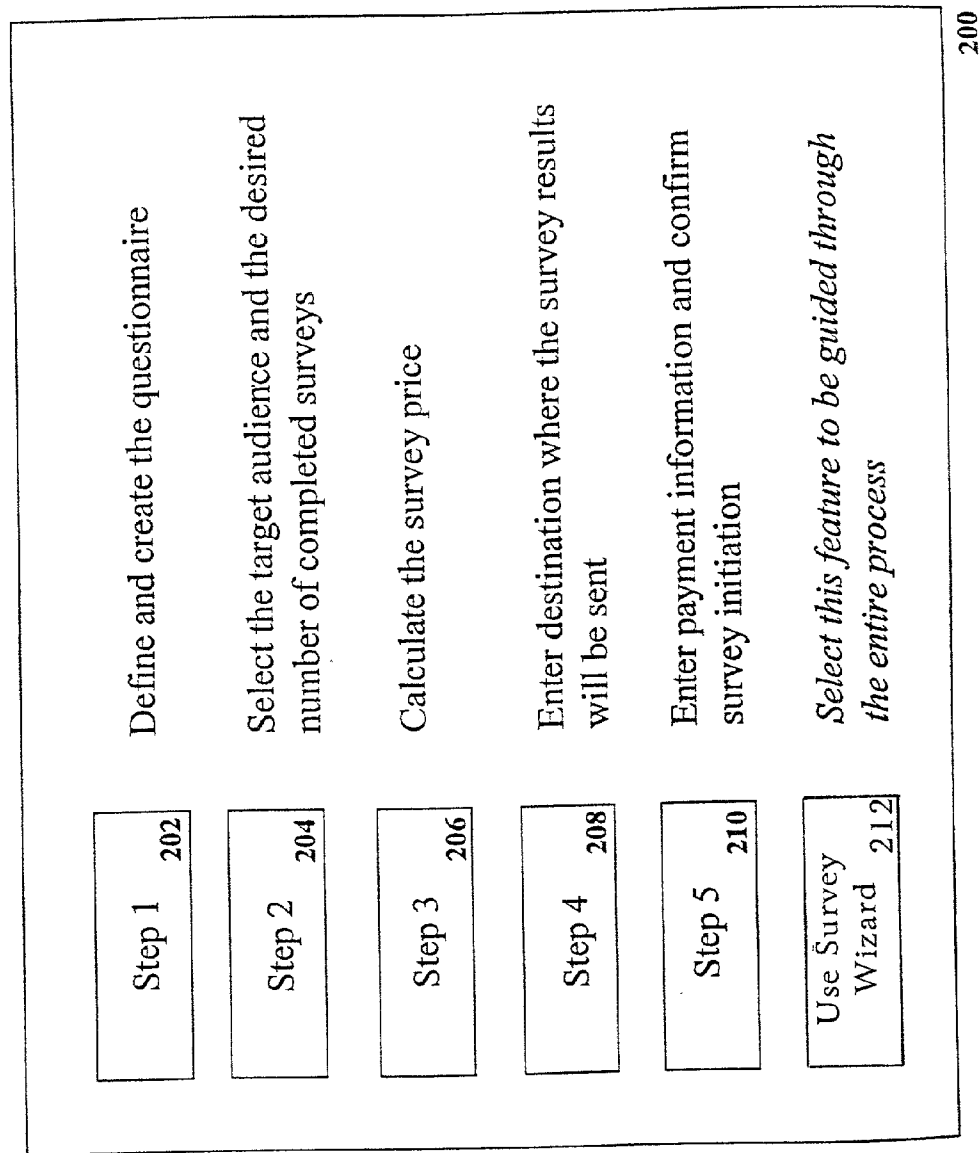 Step 1
202
Define and create the questionnaire
Step 2
204
Select the target audience and the desired
number of completed surveys
Step 3
206
Calculate the survey price
Step 4
208
Enter destination where the survey results
will be sent
Step 5
210
Enter payment information and confirm
survey initiation
Use Survey
Wizard 212
Select this feature to be guided through
the entire process
200